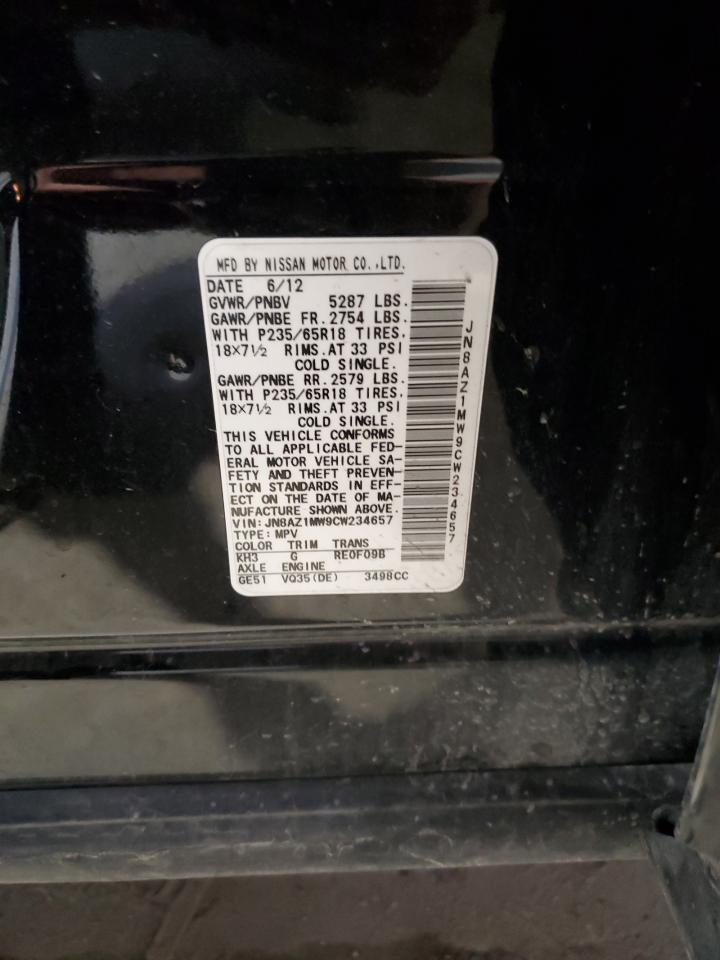 MFD BY NISSAN MOTOR CO.,LTD.
DATE 6/12
GVWR/PNBV 5287 LBS.
GAWR/PNBE FR.2754 LBS.
WITH P235/65R18 TIRES.
18×7½ RIMS.AT 33 PSI
COLD SINGLE.
GAWR/PNBE RR.2579 LBS.
WITH P235/65R18 TIRES.
18×7½ RIMS.AT 33 PSI
COLD SINGLE.
THIS VEHICLE CONFORMS
TO ALL APPLICABLE FED-
ERAL MOTOR VEHICLE SA-
FETY AND THEFT PREVEN-
TION STANDARDS IN EFF-
ECT ON THE DATE OF MA-
NUFACTURE SHOWN ABOVE.
VIN:JN8AZ1MW9CW234657
TYPE:MPV
COLOR TRIM TRANS
KH3 G RE0F09B
AXLE ENGINE
GE51 VQ35(DE) 3498CC
JN8AZ1MW9CW234657